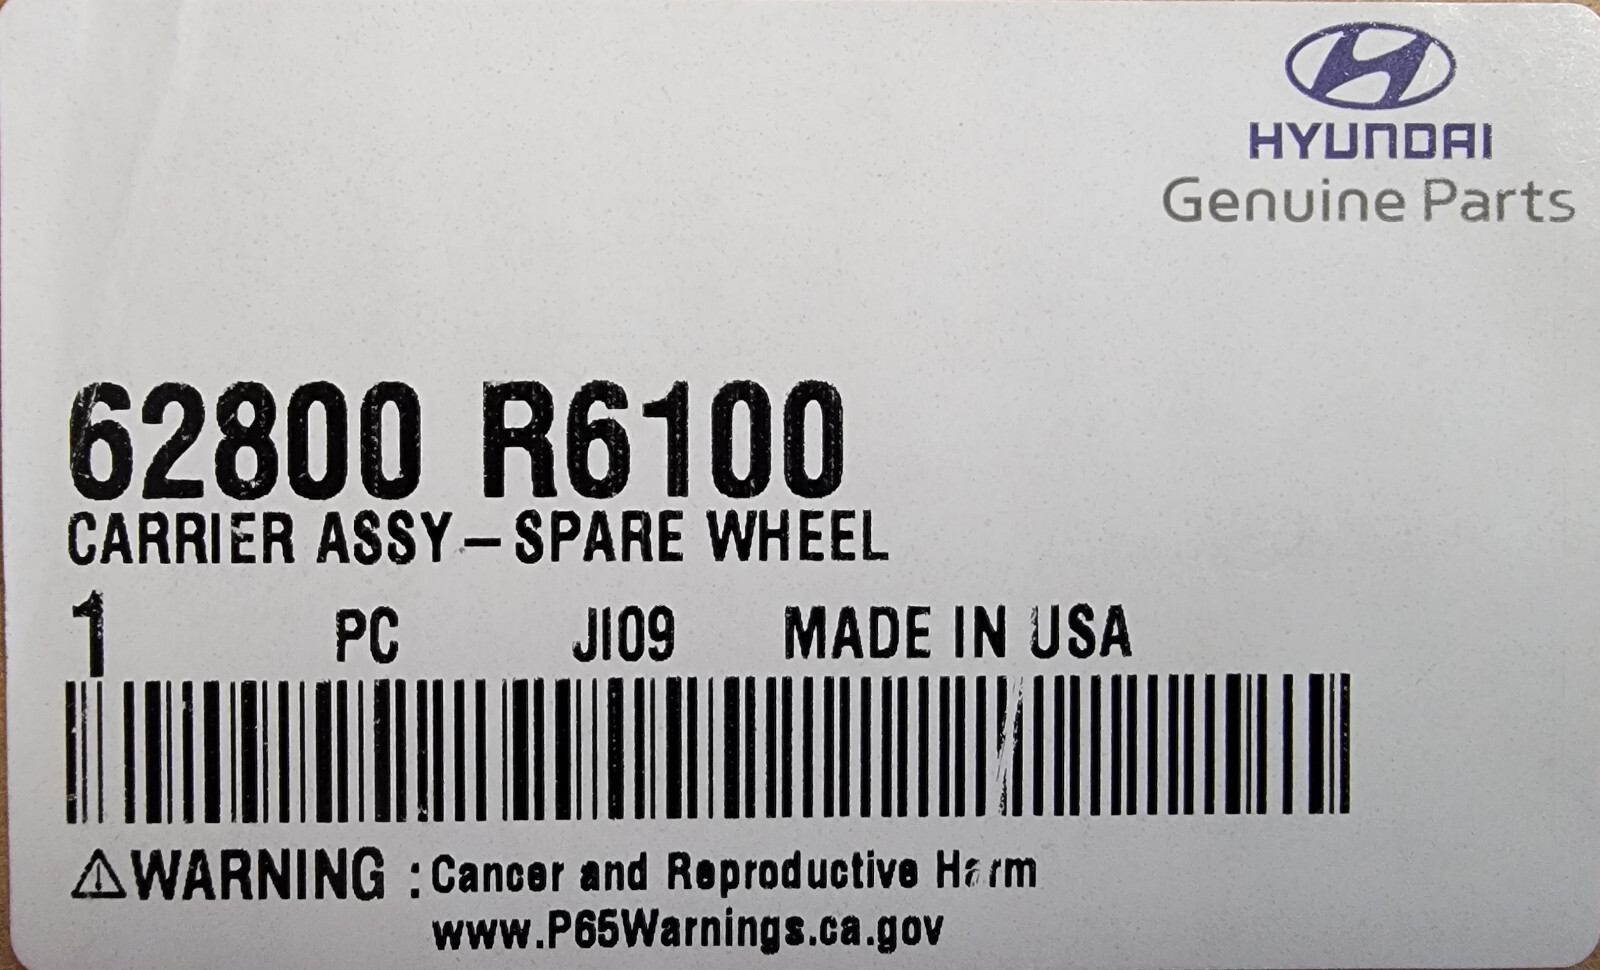 HYUNDAI
Genuine Parts
62800 R6100
CARRIER ASSY-SPARE WHEEL
1 PC JI09 MADE IN USA
⚠WARNING : Cancer and Reproductive Harm
www.P65Warnings.ca.gov